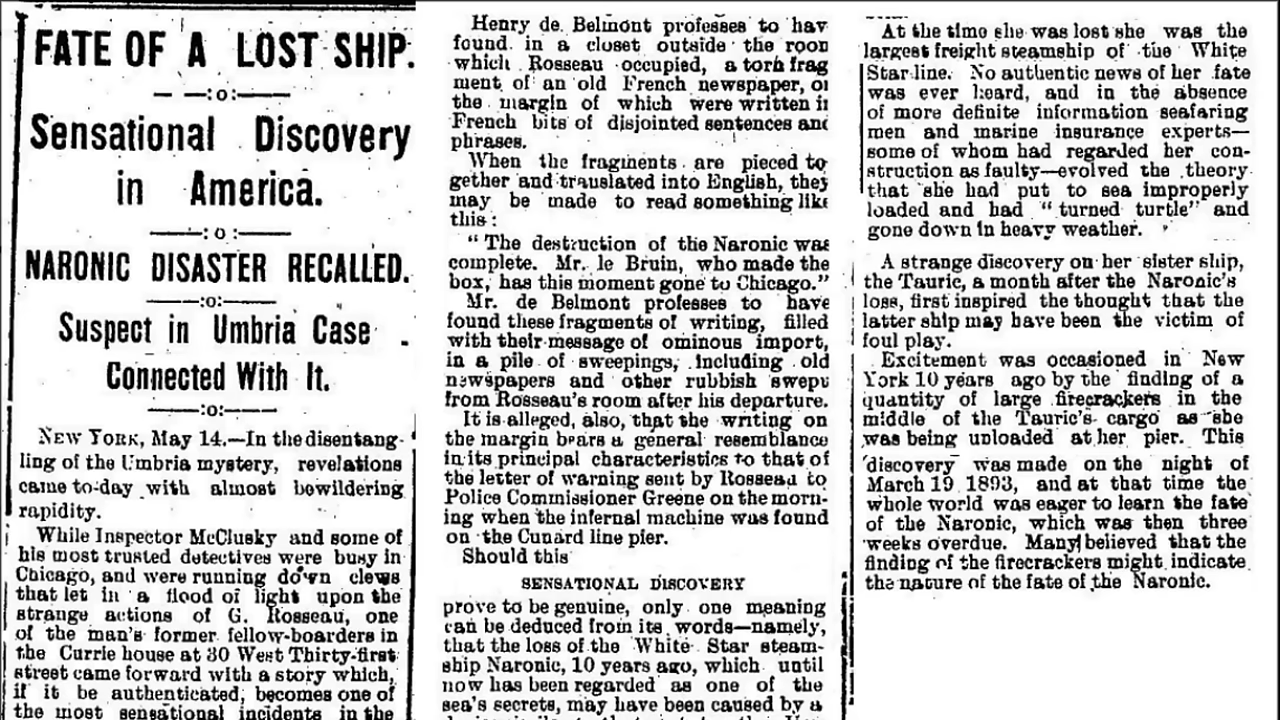 FATE OF A LOST SHIP.
—:o:—
Sensational Discovery
in America.
—:o:—
NARONIC DISASTER RECALLED.
—:o:—
Suspect in Umbria Case
Connected With It.
—:o:—
NEW YORK, May 14.—In the disentang-
ling of the Umbria mystery, revelations
came to-day with almost bewildering
rapidity.
While Inspector McClusky and some of
his most trusted detectives were busy in
Chicago, and were running down clews
that let in a flood of light upon the
strange actions of G. Rosseau, one
of the man's former fellow-boarders in
the Currie house at 30 West Thirty-first
street came forward with a story which,
if it be authenticated, becomes one of
the most sensational incidents in the
Henry de Belmont professes to hav
found in a closet outside the roon
which Rosseau occupied, a torn frag
ment of an old French newspaper, or
the margin of which were written in
French bits of disjointed sentences and
phrases.
When the fragments are pieced to
gether and translated into English, they
may be made to read something like
this:
"The destruction of the Naronic was
complete. Mr. le Bruin, who made the
box, has this moment gone to Chicago."
Mr. de Belmont professes to have
found these fragments of writing, filled
with their message of ominous import,
in a pile of sweepings, including old
newspapers and other rubbish swept
from Rosseau's room after his departure.
It is alleged, also, that the writing on
the margin bears a general resemblance
in its principal characteristics to that of
the letter of warning sent by Rosseau to
Police Commissioner Greene on the morn-
ing when the infernal machine was found
on the Cunard line pier.
Should this
SENSATIONAL DISCOVERY
prove to be genuine, only one meaning
can be deduced from its words—namely,
that the loss of the White Star steam-
ship Naronic, 10 years ago, which until
now has been regarded as one of the
sea's secrets, may have been caused by a
At the time she was lost she was the
largest freight steamship of the White
Star line. No authentic news of her fate
was ever heard, and in the absence
of more definite information seafaring
men and marine insurance experts—
some of whom had regarded her con-
struction as faulty—evolved the theory
that she had put to sea improperly
loaded and had "turned turtle" and
gone down in heavy weather.
A strange discovery on her sister ship,
the Tauric, a month after the Naronic's
loss, first inspired the thought that the
latter ship may have been the victim of
foul play.
Excitement was occasioned in New
York 10 years ago by the finding of a
quantity of large firecrackers in the
middle of the Tauric's cargo as she
was being unloaded at her pier. This
discovery was made on the night of
March 19 1893, and at that time the
whole world was eager to learn the fate
of the Naronic, which was then three
weeks overdue. Many believed that the
finding of the firecrackers might indicate
the nature of the fate of the Naronic.